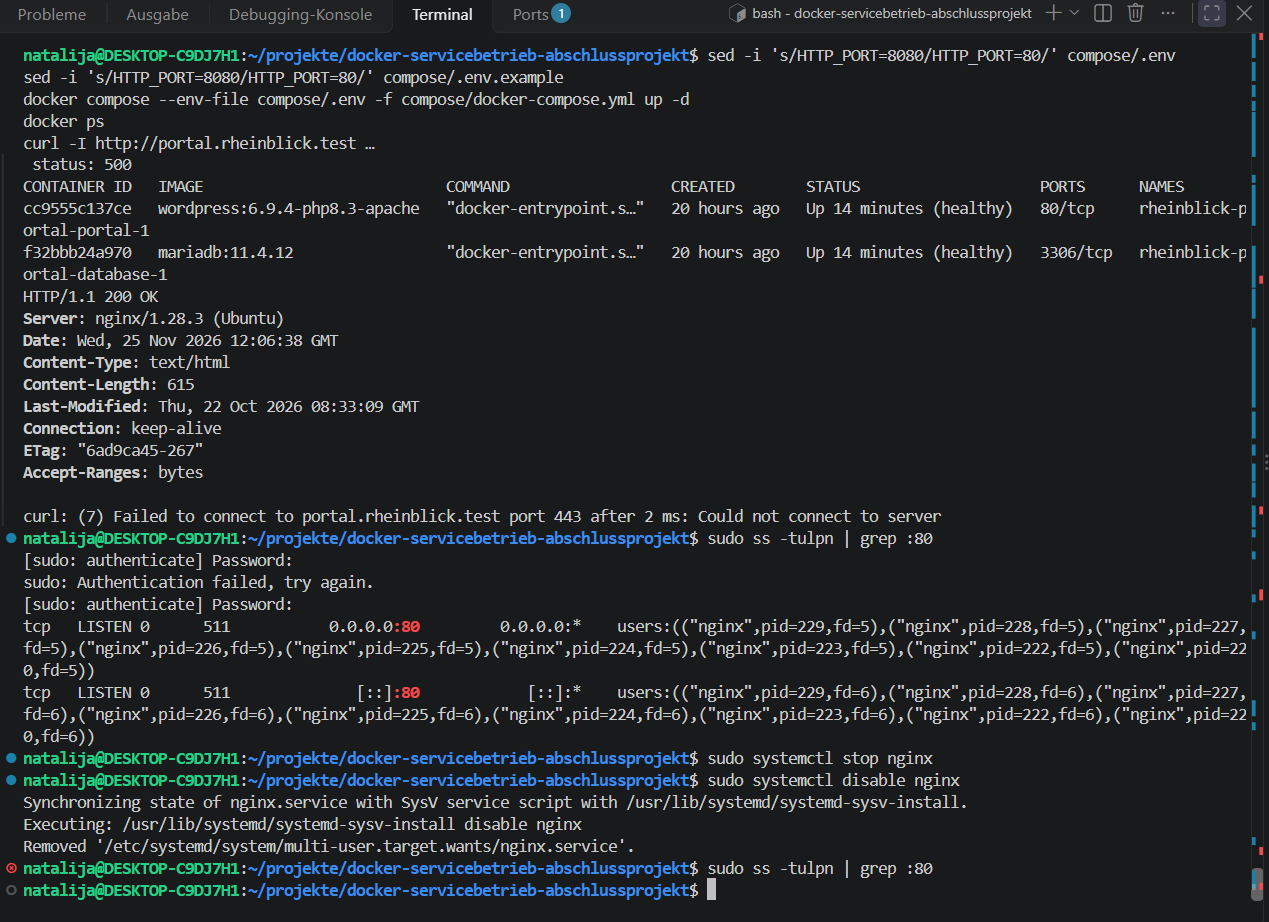 Probleme Ausgabe Debugging-Konsole Terminal Ports 1 bash - docker-servicebetrieb-abschlussprojekt
natalija@DESKTOP-C9DJ7H1:~/projekte/docker-servicebetrieb-abschlussprojekt$ sed -i 's/HTTP_PORT=8080/HTTP_PORT=80/' compose/.env
sed -i 's/HTTP_PORT=8080/HTTP_PORT=80/' compose/.env.example
docker compose --env-file compose/.env -f compose/docker-compose.yml up -d
docker ps
curl -I http://portal.rheinblick.test …
 status: 500
CONTAINER ID   IMAGE                           COMMAND                  CREATED        STATUS                    PORTS      NAMES
cc9555c137ce   wordpress:6.9.4-php8.3-apache   "docker-entrypoint.s…"   20 hours ago   Up 14 minutes (healthy)   80/tcp     rheinblick-p
ortal-portal-1
f32bbb24a970   mariadb:11.4.12                 "docker-entrypoint.s…"   20 hours ago   Up 14 minutes (healthy)   3306/tcp   rheinblick-p
ortal-database-1
HTTP/1.1 200 OK
Server: nginx/1.28.3 (Ubuntu)
Date: Wed, 25 Nov 2026 12:06:38 GMT
Content-Type: text/html
Content-Length: 615
Last-Modified: Thu, 22 Oct 2026 08:33:09 GMT
Connection: keep-alive
ETag: "6ad9ca45-267"
Accept-Ranges: bytes
curl: (7) Failed to connect to portal.rheinblick.test port 443 after 2 ms: Could not connect to server
natalija@DESKTOP-C9DJ7H1:~/projekte/docker-servicebetrieb-abschlussprojekt$ sudo ss -tulpn | grep :80
[sudo: authenticate] Password:
sudo: Authentication failed, try again.
[sudo: authenticate] Password:
tcp   LISTEN 0      511           0.0.0.0:80         0.0.0.0:*    users:(("nginx",pid=229,fd=5),("nginx",pid=228,fd=5),("nginx",pid=227,
fd=5),("nginx",pid=226,fd=5),("nginx",pid=225,fd=5),("nginx",pid=224,fd=5),("nginx",pid=223,fd=5),("nginx",pid=222,fd=5),("nginx",pid=22
0,fd=5))
tcp   LISTEN 0      511              [::]:80            [::]:*    users:(("nginx",pid=229,fd=6),("nginx",pid=228,fd=6),("nginx",pid=227,
fd=6),("nginx",pid=226,fd=6),("nginx",pid=225,fd=6),("nginx",pid=224,fd=6),("nginx",pid=223,fd=6),("nginx",pid=222,fd=6),("nginx",pid=22
0,fd=6))
natalija@DESKTOP-C9DJ7H1:~/projekte/docker-servicebetrieb-abschlussprojekt$ sudo systemctl stop nginx
natalija@DESKTOP-C9DJ7H1:~/projekte/docker-servicebetrieb-abschlussprojekt$ sudo systemctl disable nginx
Synchronizing state of nginx.service with SysV service script with /usr/lib/systemd/systemd-sysv-install.
Executing: /usr/lib/systemd/systemd-sysv-install disable nginx
Removed '/etc/systemd/system/multi-user.target.wants/nginx.service'.
natalija@DESKTOP-C9DJ7H1:~/projekte/docker-servicebetrieb-abschlussprojekt$ sudo ss -tulpn | grep :80
natalija@DESKTOP-C9DJ7H1:~/projekte/docker-servicebetrieb-abschlussprojekt$